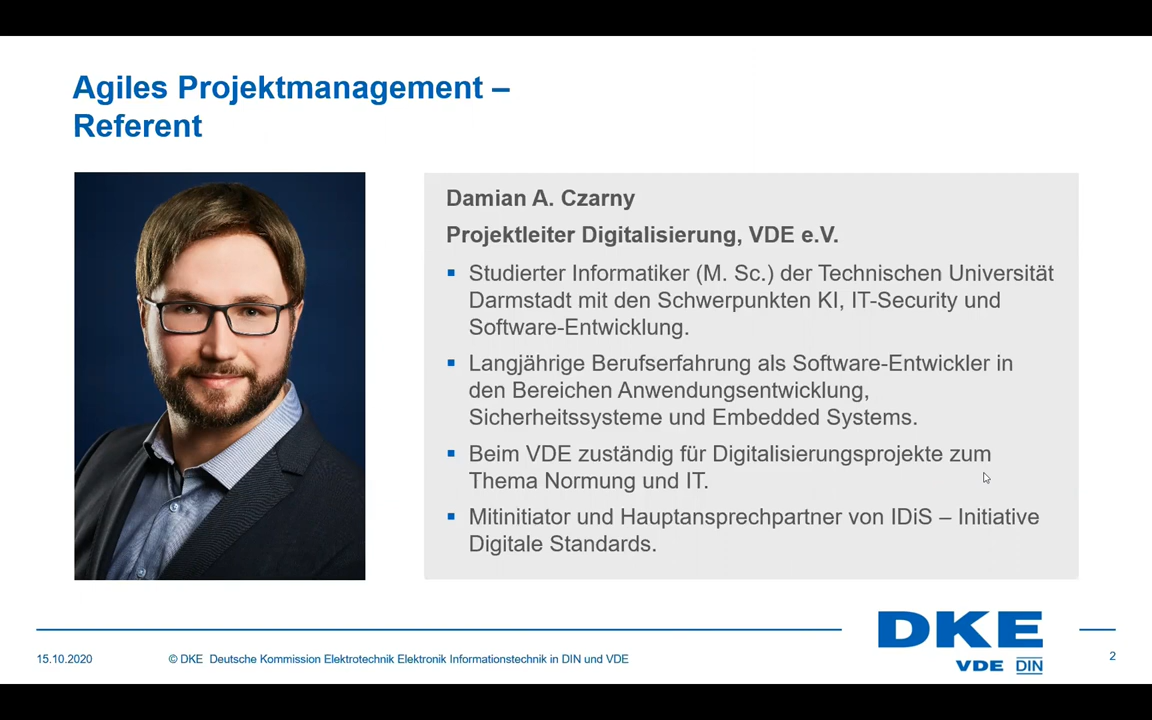 Agiles Projektmanagement –
Referent
Damian A. Czarny
Projektleiter Digitalisierung, VDE e.V.
▪ Studierter Informatiker (M. Sc.) der Technischen Universität
Darmstadt mit den Schwerpunkten KI, IT-Security und
Software-Entwicklung.
▪ Langjährige Berufserfahrung als Software-Entwickler in
den Bereichen Anwendungsentwicklung,
Sicherheitssysteme und Embedded Systems.
▪ Beim VDE zuständig für Digitalisierungsprojekte zum
Thema Normung und IT.
▪ Mitinitiator und Hauptansprechpartner von IDiS – Initiative
Digitale Standards.
DKE
VDE DIN
15.10.2020
© DKE Deutsche Kommission Elektrotechnik Elektronik Informationstechnik in DIN und VDE
2